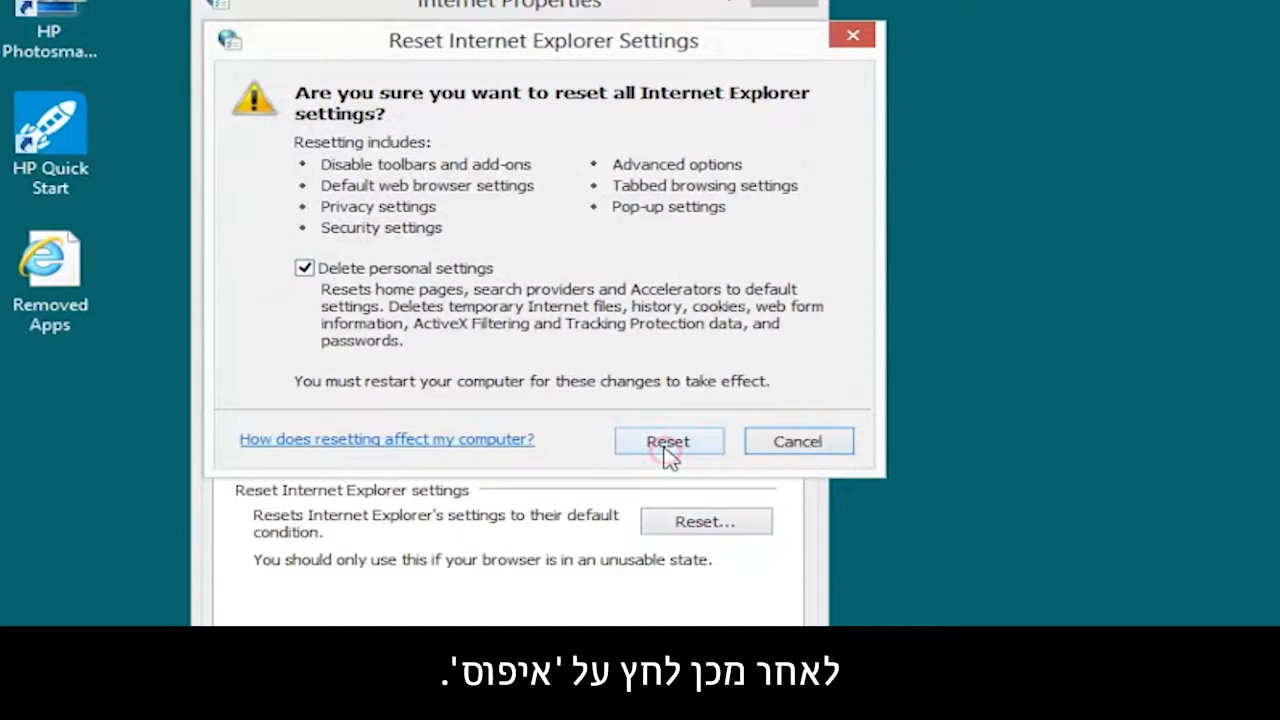 Internet Properties
HP
Photosma...
Reset Internet Explorer Settings
HP Quick
Start
Removed
Apps
Are you sure you want to reset all Internet Explorer
settings?
Resetting includes:
• Disable toolbars and add-ons
• Default web browser settings
• Privacy settings
• Security settings
• Advanced options
• Tabbed browsing settings
• Pop-up settings
Delete personal settings
Resets home pages, search providers and Accelerators to default
settings. Deletes temporary Internet files, history, cookies, web form
information, ActiveX Filtering and Tracking Protection data, and
passwords.
You must restart your computer for these changes to take effect.
How does resetting affect my computer?
Reset
Cancel
Reset Internet Explorer settings
Resets Internet Explorer's settings to their default
condition.
Reset...
You should only use this if your browser is in an unusable state.
לאחר מכן לחץ על 'איפוס'.